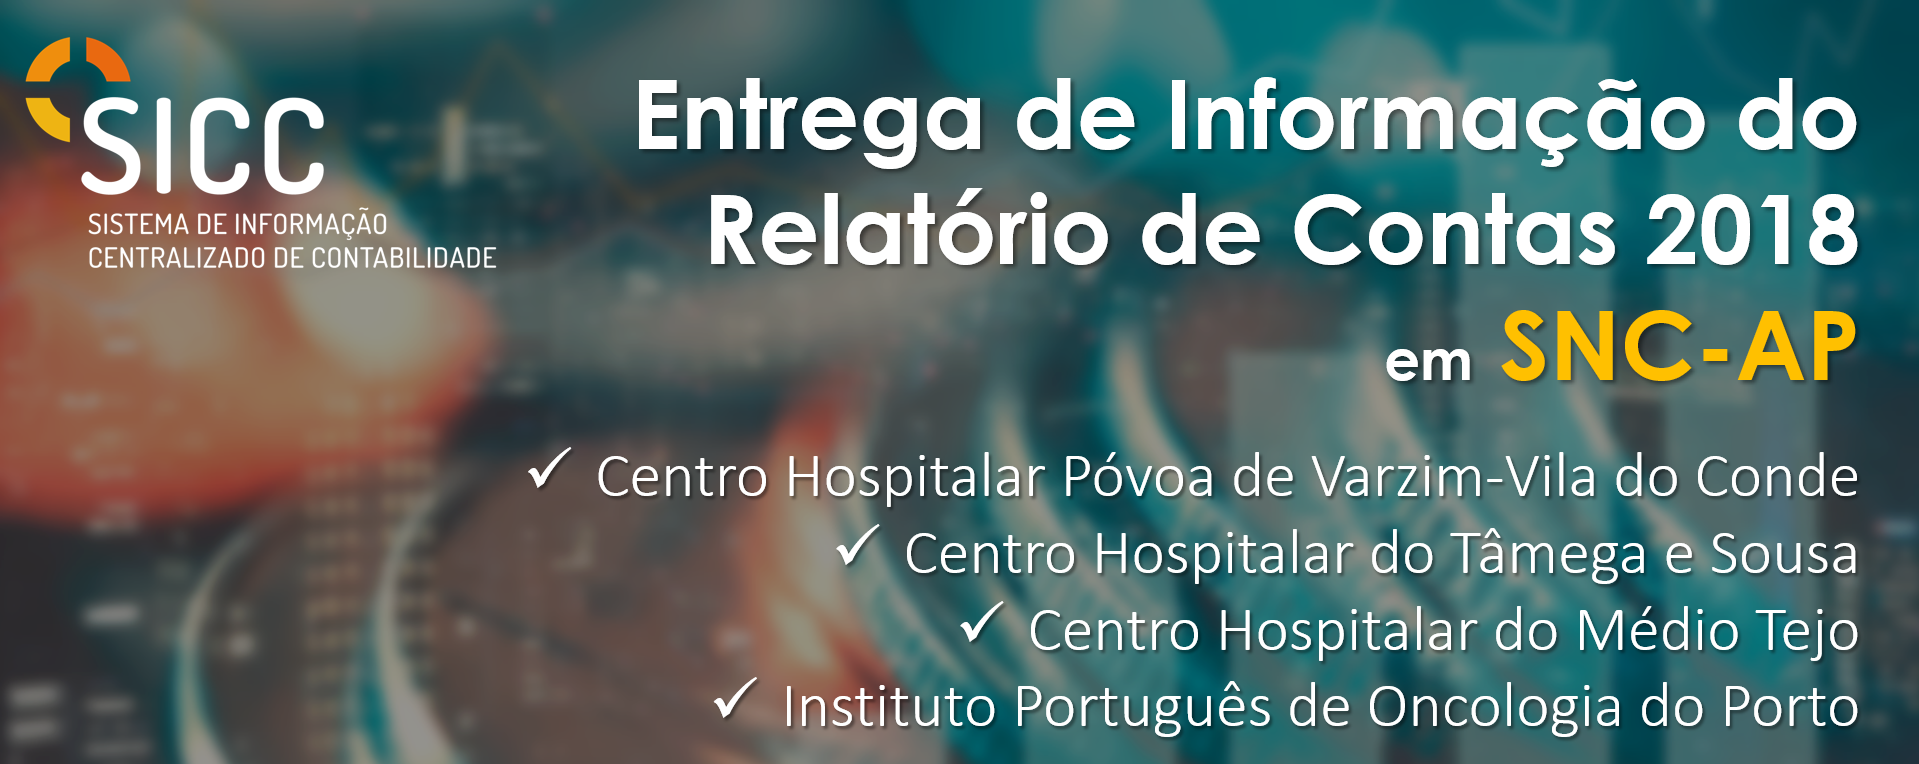 SICC
SISTEMA DE INFORMAÇÃO
CENTRALIZADO DE CONTABILIDADE
Entrega de Informação do
Relatório de Contas 2018
em SNC-AP
✓ Centro Hospitalar Póvoa de Varzim-Vila do Conde
✓ Centro Hospitalar do Tâmega e Sousa
✓ Centro Hospitalar do Médio Tejo
✓ Instituto Português de Oncologia do Porto